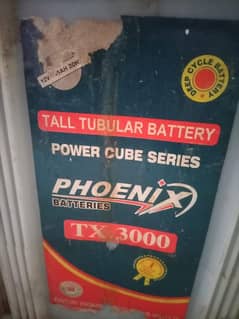 DEEP CYCLE BATTERY
TALL TUBULAR BATTERY
POWER CUBE SERIES
PHOENIX
BATTERIES
TX.3000